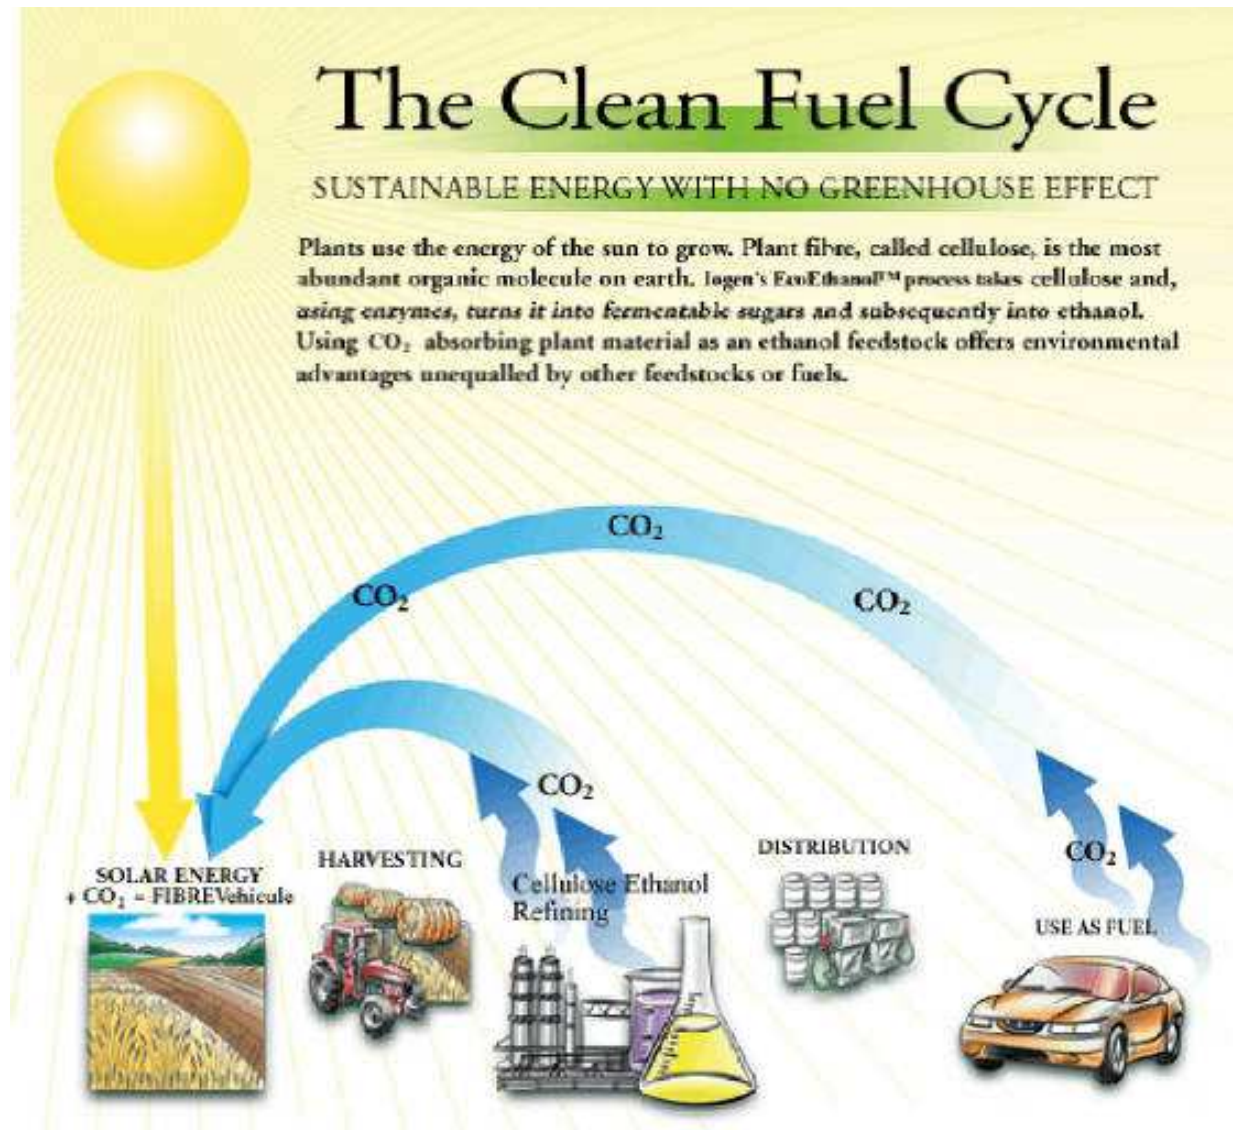 The Clean Fuel Cycle
SUSTAINABLE ENERGY WITH NO GREENHOUSE EFFECT
Plants use the energy of the sun to grow. Plant fibre, called cellulose, is the most
abundant organic molecule on earth. Iogen's EcoEthanol™ process takes cellulose and,
using enzymes, turns it into fermentable sugars and subsequently into ethanol.
Using CO₂ absorbing plant material as an ethanol feedstock offers environmental
advantages unequalled by other feedstocks or fuels.
CO₂
CO₂
CO₂
CO₂
CO₂
SOLAR ENERGY
+ CO₂ = FIBREVehicule
HARVESTING
Cellulose Ethanol
Refining
DISTRIBUTION
USE AS FUEL